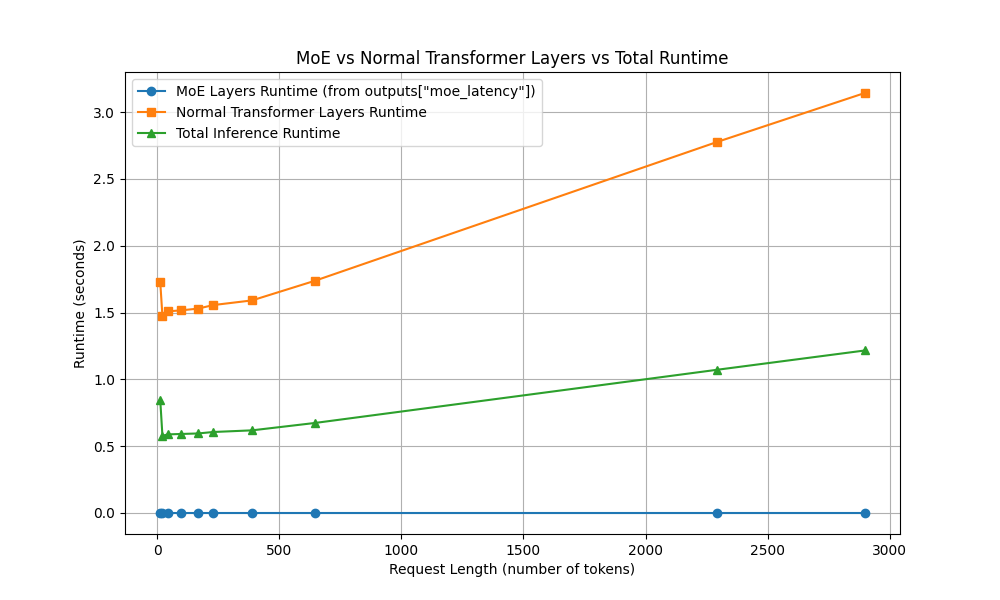 MoE vs Normal Transformer Layers vs Total Runtime
MoE Layers Runtime (from outputs["moe_latency"])
Normal Transformer Layers Runtime
Total Inference Runtime
Runtime (seconds)
3.0
2.5
2.0
1.5
1.0
0.5
0.0
0 500 1000 1500 2000 2500 3000
Request Length (number of tokens)